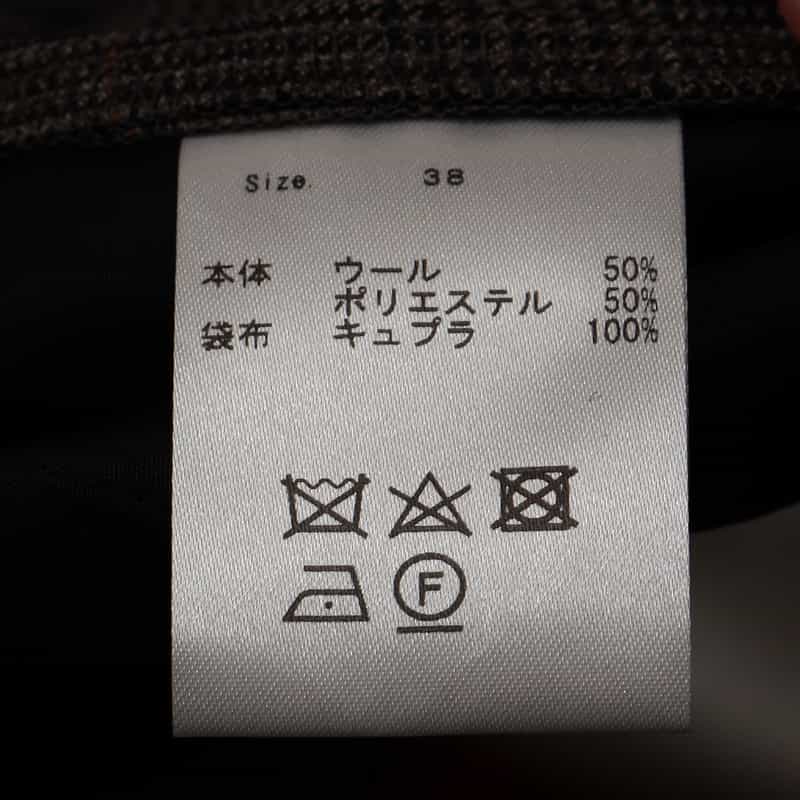 Size. 38
本体 ウール 50%
ポリエステル 50%
袋布 キュプラ 100%
F